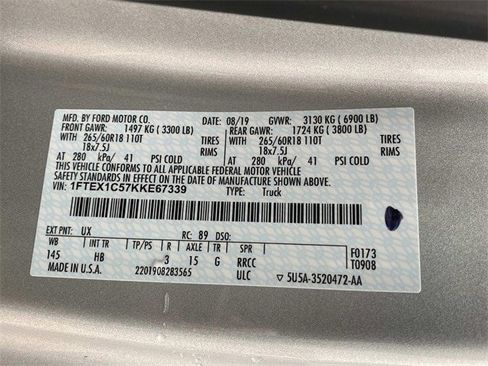 MFD. BY FORD MOTOR CO.
DATE: 08/19 GVWR: 3130 KG ( 6900 LB)
FRONT GAWR: 1497 KG ( 3300 LB) REAR GAWR: 1724 KG ( 3800 LB)
WITH 265/60R18 110T TIRES WITH 265/60R18 110T TIRES
18x7.5J RIMS 18x7.5J RIMS
AT 280 kPa/ 41 PSI COLD AT 280 kPa/ 41 PSI COLD
THIS VEHICLE CONFORMS TO ALL APPLICABLE FEDERAL MOTOR VEHICLE
SAFETY STANDARDS IN EFFECT ON THE DATE OF MANUFACTURE SHOWN ABOVE.
VIN: 1FTEX1C57KKE67339
TYPE: Truck
EXT PNT: UX RC: B9 DSO: F0173
WB INT TR TP/PS R AXLE TR SPR T0908
145 HB 3 15 G RRCC
MADE IN U.S.A. 2201908283565 ULC ▽ 5U5A-3520472-AA